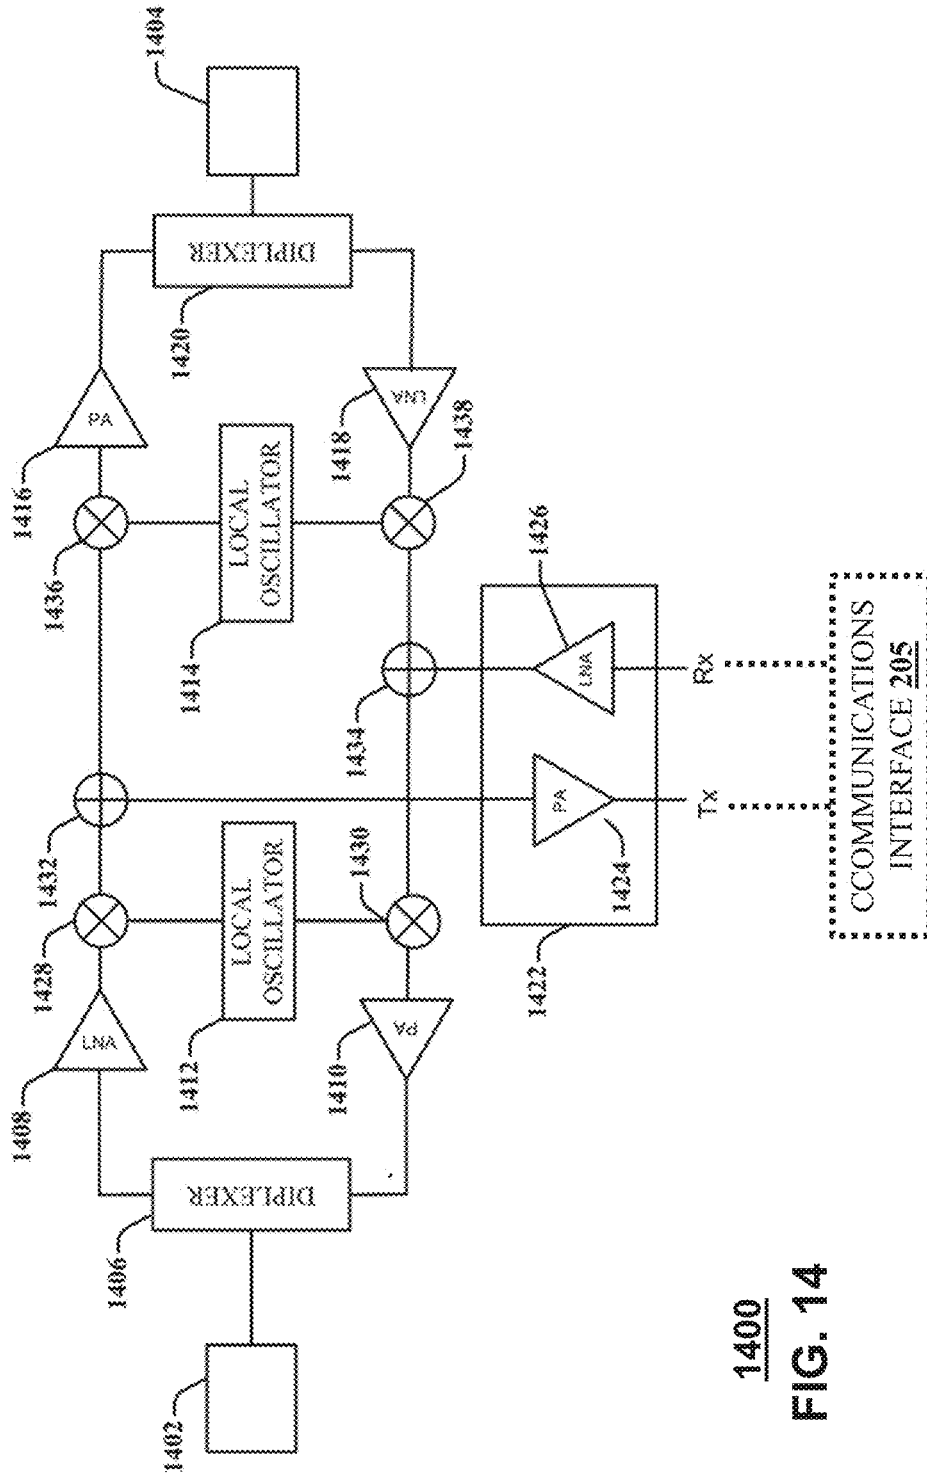 1408
1428
1432
1436
1416
LNA
PA
1402
1406
1412
1414
1420
1404
DIPLEXER
LOCAL
OSCILLATOR
LOCAL
OSCILLATOR
DIPLEXER
1410
1430
1434
1418
PA
LNA
1438
1422
1424
1426
PA
LNA
Tx
Rx
CCOMMUNICATIONS
INTERFACE 205
1400
FIG. 14